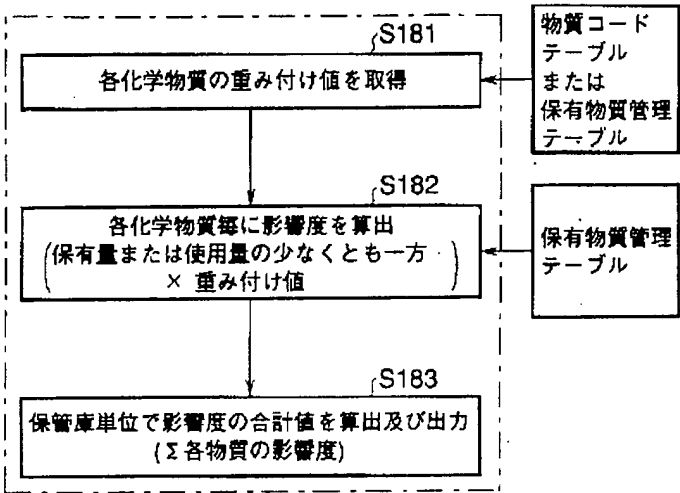 S181
各化学物質の重み付け値を取得
物質コード
テーブル
または
保有物質管理
テーブル
S182
各化学物質毎に影響度を算出
(保有量または使用量の少なくとも一方
× 重み付け値)
保有物質管理
テーブル
S183
保管庫単位で影響度の合計値を算出及び出力
(Σ各物質の影響度)